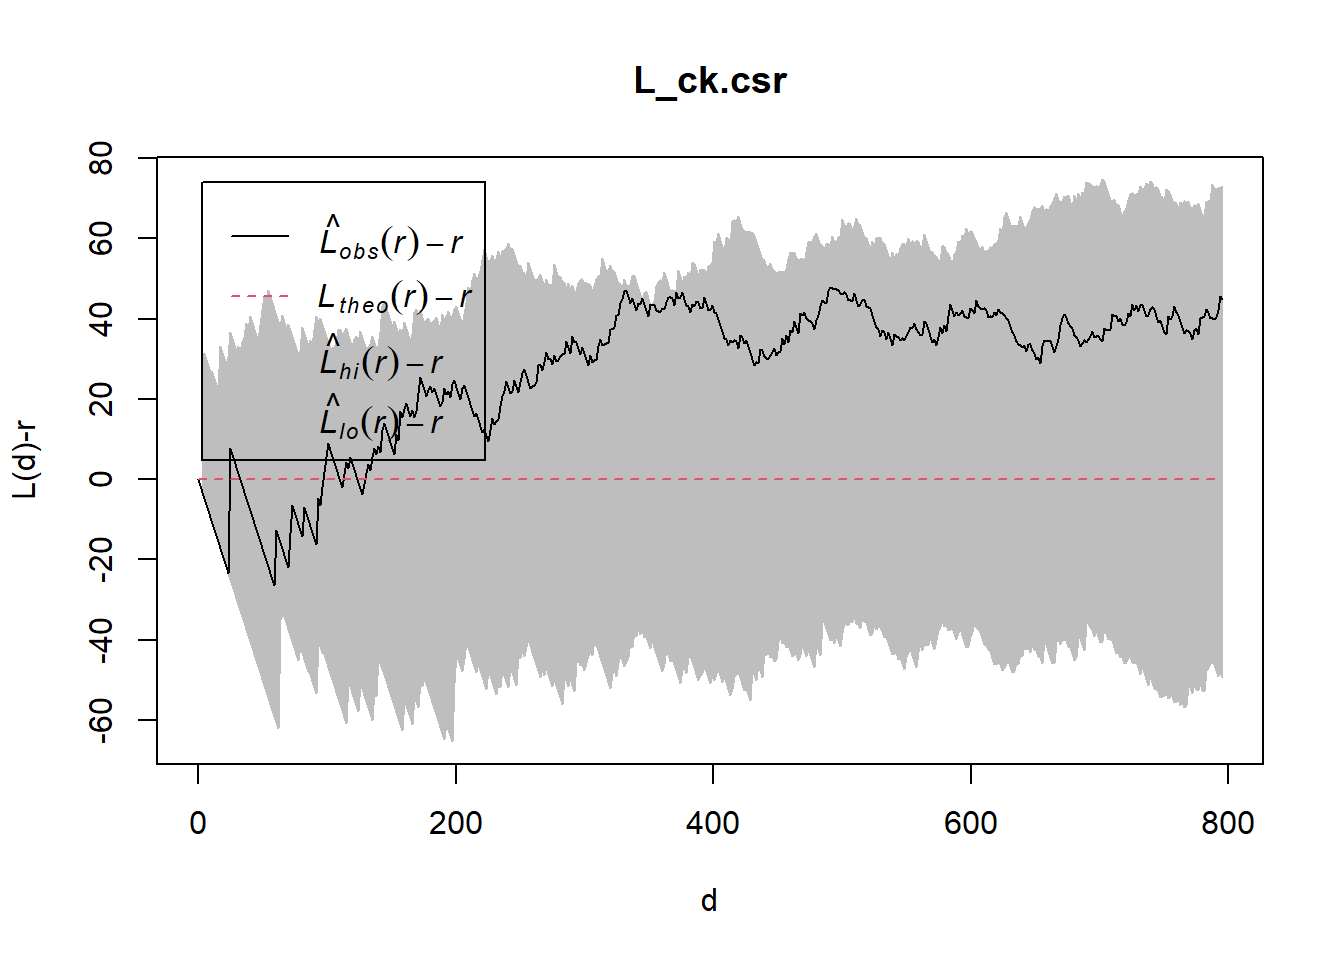 L_ck.csr
80
60
40
20
0
-20
-40
-60
L(d)-r
L̂obs(r) – r
Ltheo(r) – r
L̂hi(r) – r
L̂lo(r) – r
0 200 400 600 800
d